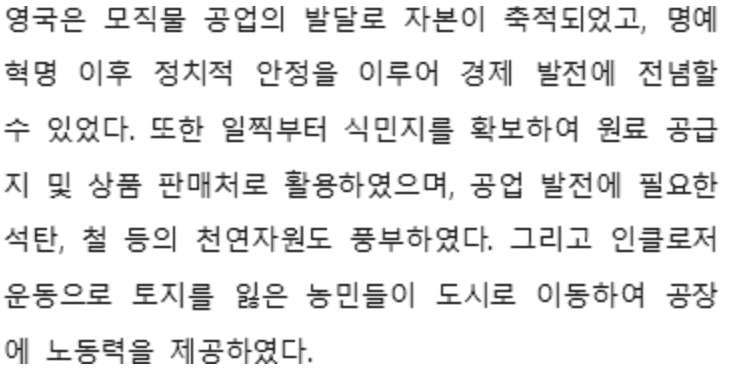 영국은 모직물 공업의 발달로 자본이 축적되었고, 명예
혁명 이후 정치적 안정을 이루어 경제 발전에 전념할
수 있었다. 또한 일찍부터 식민지를 확보하여 원료 공급
지 및 상품 판매처로 활용하였으며, 공업 발전에 필요한
석탄, 철 등의 천연자원도 풍부하였다. 그리고 인클로저
운동으로 토지를 잃은 농민들이 도시로 이동하여 공장
에 노동력을 제공하였다.